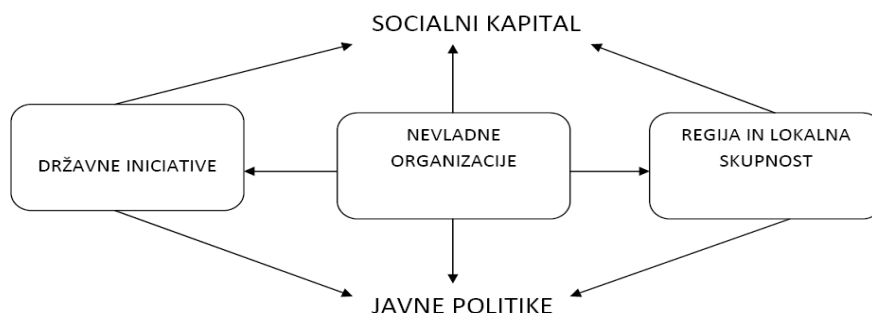 SOCIALNI KAPITAL
DRŽAVNE INICIATIVE
NEVLADNE
ORGANIZACIJE
REGIJA IN LOKALNA
SKUPNOST
JAVNE POLITIKE